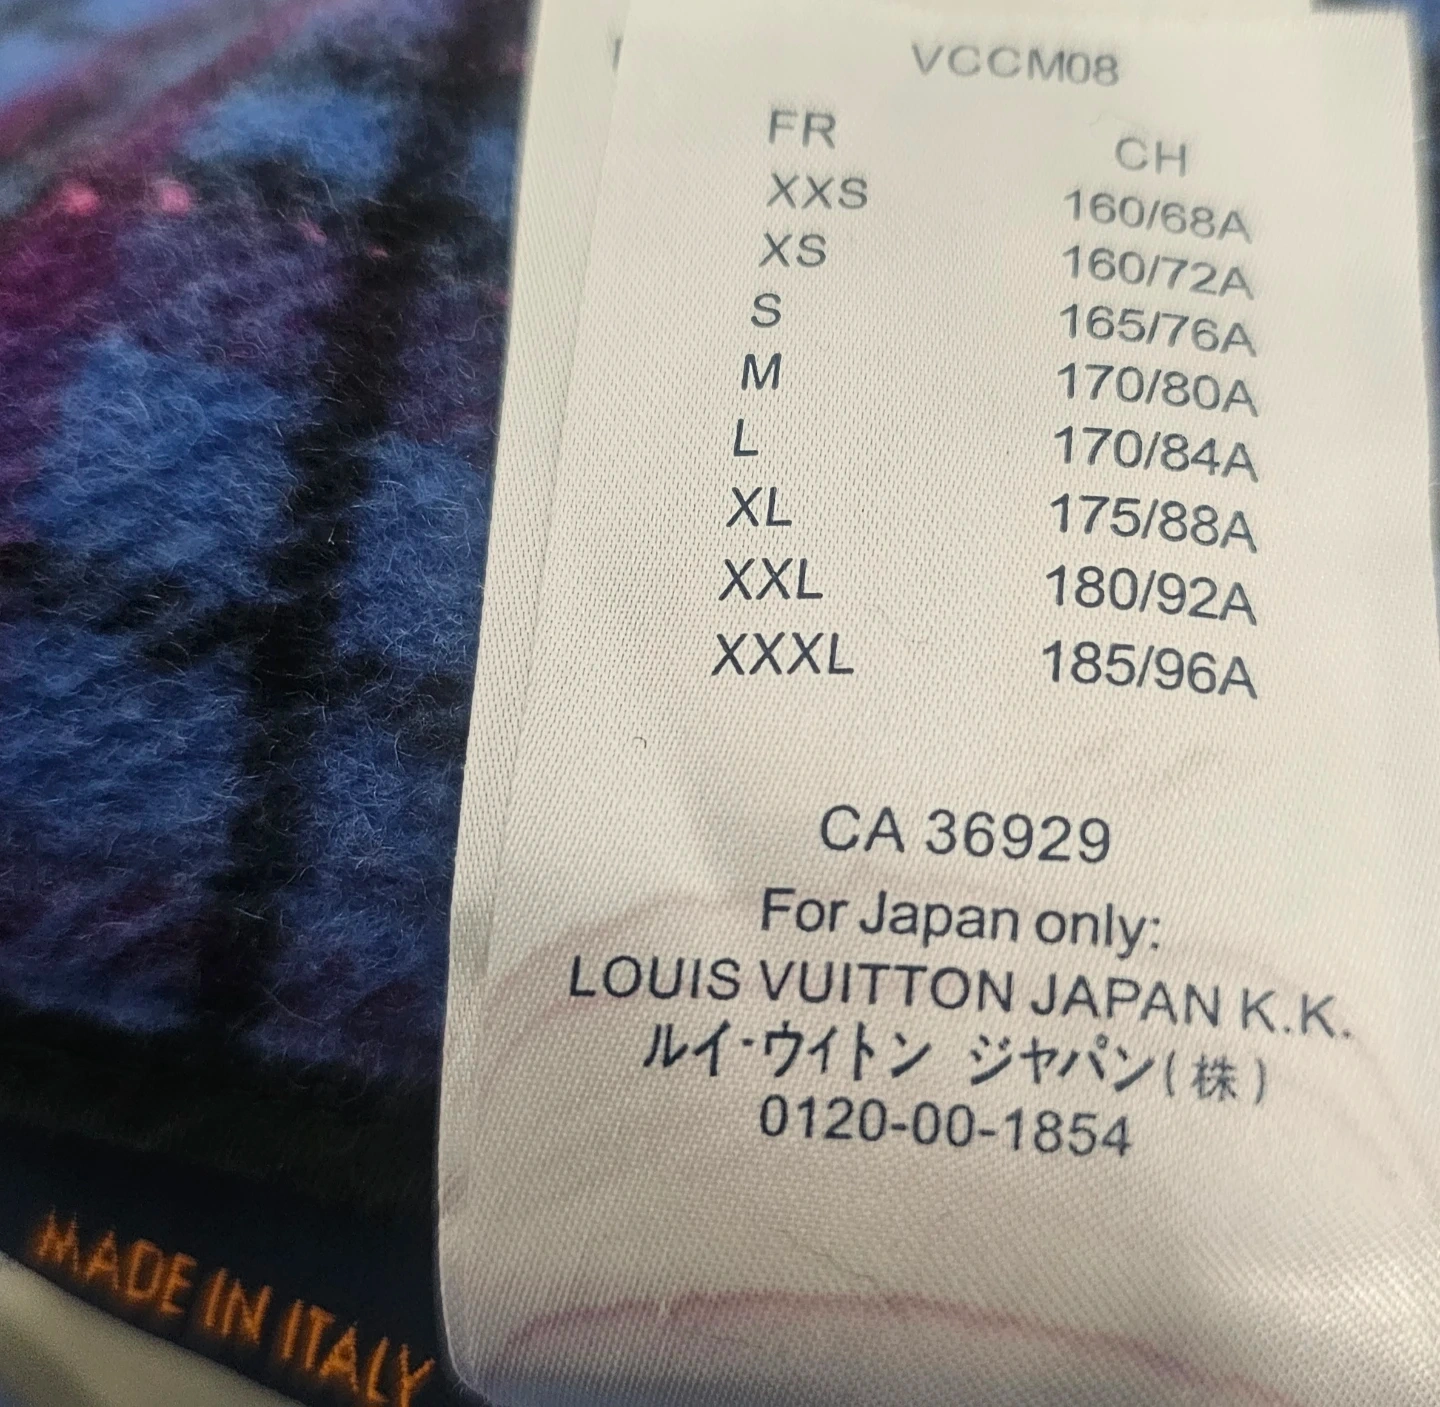 VCCM08
FR CH
XXS 160/68A
XS 160/72A
S 165/76A
M 170/80A
L 170/84A
XL 175/88A
XXL 180/92A
XXXL 185/96A
CA 36929
For Japan only:
LOUIS VUITTON JAPAN K.K.
ルイ・ウイトン ジャパン(株)
0120-00-1854
MADE IN ITALY